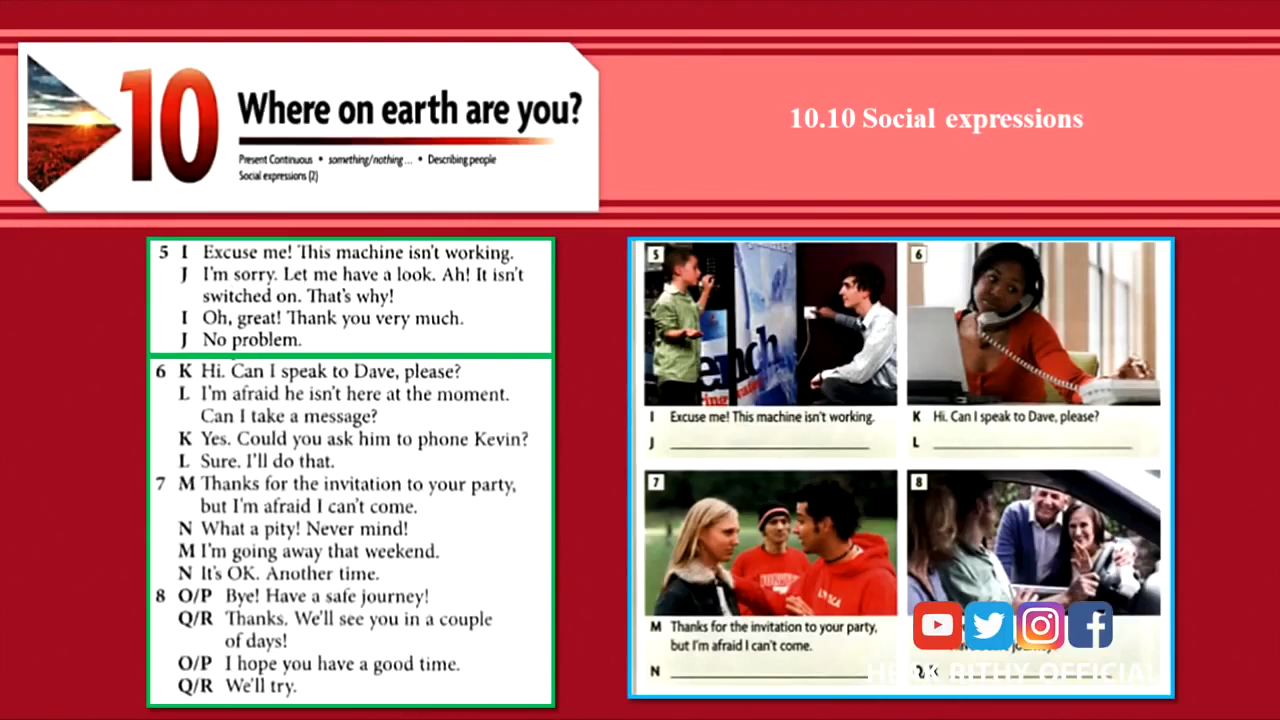 10
Where on earth are you?
Present Continuous • something/nothing ... • Describing people
Social expressions (2)
10.10 Social expressions
5 I Excuse me! This machine isn't working.
J I'm sorry. Let me have a look. Ah! It isn't
switched on. That's why!
I Oh, great! Thank you very much.
J No problem.
6 K Hi. Can I speak to Dave, please?
L I'm afraid he isn't here at the moment.
Can I take a message?
K Yes. Could you ask him to phone Kevin?
L Sure. I'll do that.
7 M Thanks for the invitation to your party,
but I'm afraid I can't come.
N What a pity! Never mind!
M I'm going away that weekend.
N It's OK. Another time.
8 O/P Bye! Have a safe journey!
Q/R Thanks. We'll see you in a couple
of days!
O/P I hope you have a good time.
Q/R We'll try.
5
I Excuse me! This machine isn't working.
J
6
K Hi. Can I speak to Dave, please?
L
7
M Thanks for the invitation to your party,
but I'm afraid I can't come.
N
8
OFFICIAL